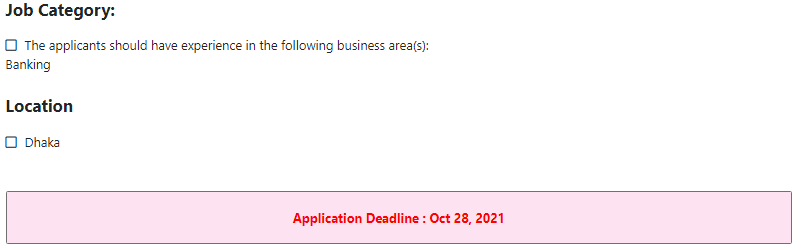 Job Category:
The applicants should have experience in the following business area(s):
Banking
Location
Dhaka
Application Deadline : Oct 28, 2021